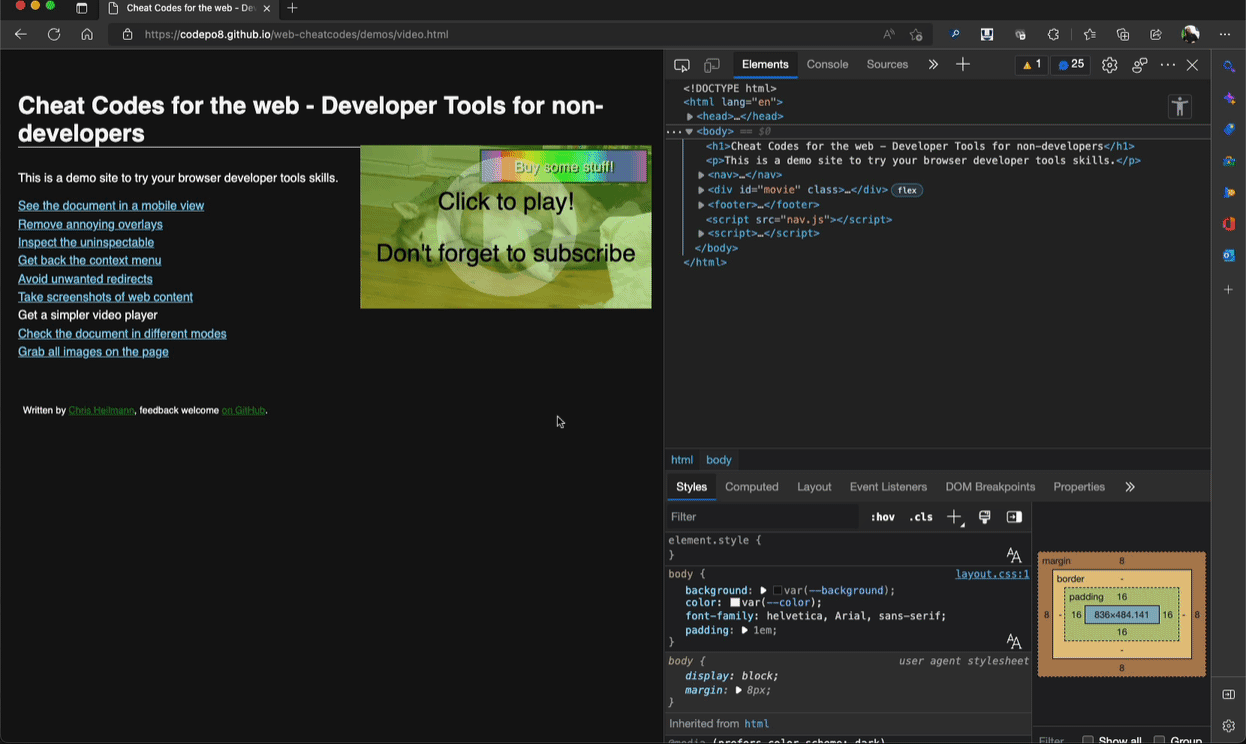 Cheat Codes for the web - De
https://codepo8.github.io/web-cheatcodes/demos/video.html
Cheat Codes for the web - Developer Tools for non-
developers
This is a demo site to try your browser developer tools skills.
See the document in a mobile view
Remove annoying overlays
Inspect the uninspectable
Get back the context menu
Avoid unwanted redirects
Take screenshots of web content
Get a simpler video player
Check the document in different modes
Grab all images on the page
Buy some stuff!
Click to play!
Don't forget to subscribe
Written by Chris Heilmann, feedback welcome on GitHub.
Elements Console Sources 1 25
<!DOCTYPE html>
<html lang="en">
<head>…</head>
<body> == $0
<h1>Cheat Codes for the web - Developer Tools for non-developers</h1>
<p>This is a demo site to try your browser developer tools skills.</p>
<nav>…</nav>
<div id="movie" class>…</div> flex
<footer>…</footer>
<script src="nav.js"></script>
<script>…</script>
</body>
</html>
html body
Styles Computed Layout Event Listeners DOM Breakpoints Properties
Filter :hov .cls
element.style {
}
body { layout.css:1
background: var(--background);
color: var(--color);
font-family: helvetica, Arial, sans-serif;
padding: 1em;
}
body { user agent stylesheet
display: block;
margin: 8px;
}
Inherited from html
@media (prefers-color-scheme: dark)
margin 8
border -
padding 16
8 - 16 836×484.141 16 - 8
16
-
8
Filter Show all Group